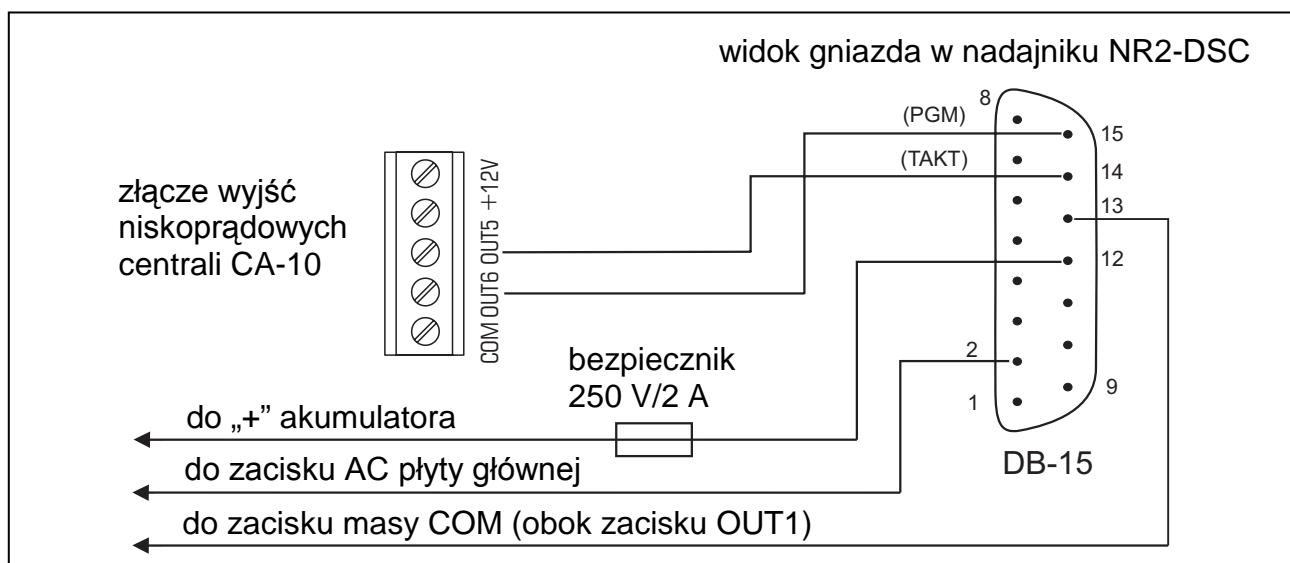 widok gniazda w nadajniku NR2-DSC
8
(PGM)
15
(TAKT)
14
13
12
złącze wyjść
niskoprądowych
centrali CA-10
COM OUT6 OUT5 +12V
2
1
9
DB-15
bezpiecznik
250 V/2 A
do „+” akumulatora
do zacisku AC płyty głównej
do zacisku masy COM (obok zacisku OUT1)